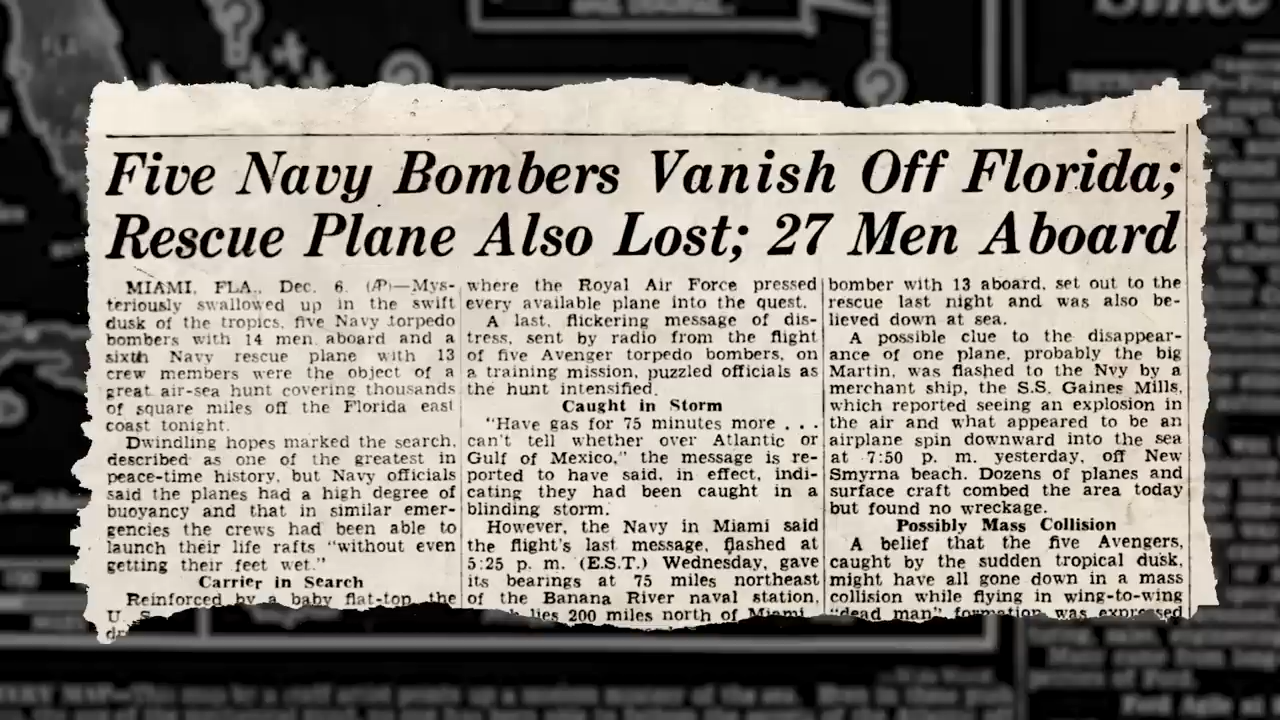 Five Navy Bombers Vanish Off Florida;
Rescue Plane Also Lost; 27 Men Aboard
MIAMI, FLA., Dec. 6. (AP)—Mys-
teriously swallowed up in the swift
dusk of the tropics, five Navy torpedo
bombers with 14 men aboard and a
sixth Navy rescue plane with 13
crew members were the object of a
great air-sea hunt covering thousands
of square miles off the Florida east
coast tonight.
Dwindling hopes marked the search,
described as one of the greatest in
peace-time history, but Navy officials
said the planes had a high degree of
buoyancy and that in similar emer-
gencies the crews had been able to
launch their life rafts "without even
getting their feet wet."
Carrier in Search
Reinforced by a baby flat-top, the
U. S.
where the Royal Air Force pressed
every available plane into the quest.
A last, flickering message of dis-
tress, sent by radio from the flight
of five Avenger torpedo bombers, on
a training mission, puzzled officials as
the hunt intensified.
Caught in Storm
"Have gas for 75 minutes more . . .
can't tell whether over Atlantic or
Gulf of Mexico," the message is re-
ported to have said, in effect, indi-
cating they had been caught in a
blinding storm.
However, the Navy in Miami said
the flight's last message, flashed at
5:25 p. m. (E.S.T.) Wednesday, gave
its bearings at 75 miles northeast
of the Banana River naval station,
lies 200 miles north of Miami.
bomber with 13 aboard, set out to the
rescue last night and was also be-
lieved down at sea.
A possible clue to the disappear-
ance of one plane, probably the big
Martin, was flashed to the Nvy by a
merchant ship, the S.S. Gaines Mills,
which reported seeing an explosion in
the air and what appeared to be an
airplane spin downward into the sea
at 7:50 p. m. yesterday, off New
Smyrna beach. Dozens of planes and
surface craft combed the area today
but found no wreckage.
Possibly Mass Collision
A belief that the five Avengers,
caught by the sudden tropical dusk,
might have all gone down in a mass
collision while flying in wing-to-wing
"dead man" formation was expressed